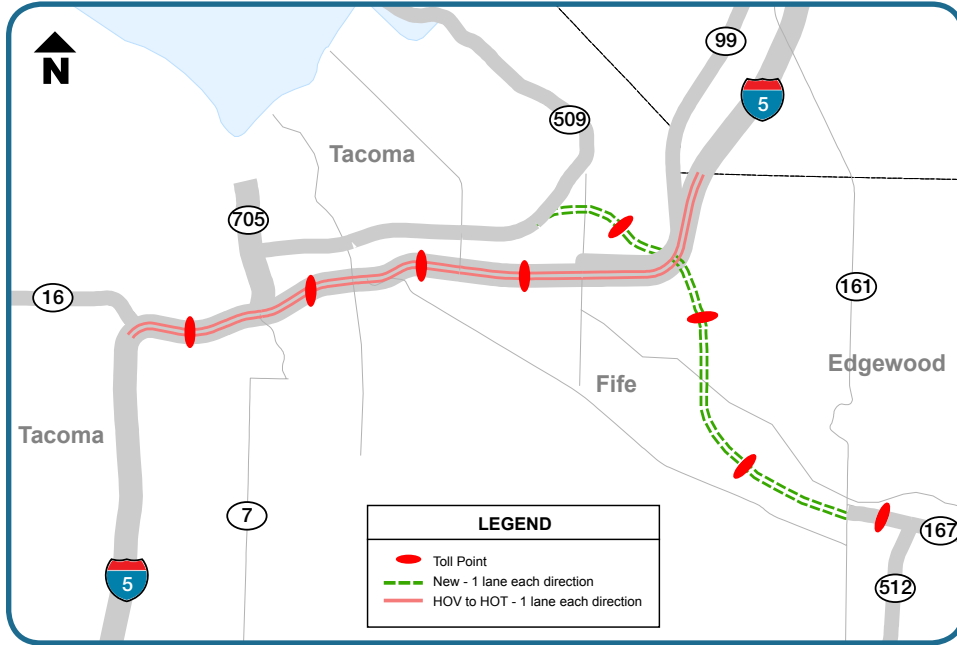 99
5
N
509
Tacoma
705
16
161
Edgewood
Fife
Tacoma
7
LEGEND
Toll Point
New - 1 lane each direction
HOV to HOT - 1 lane each direction
167
5
512